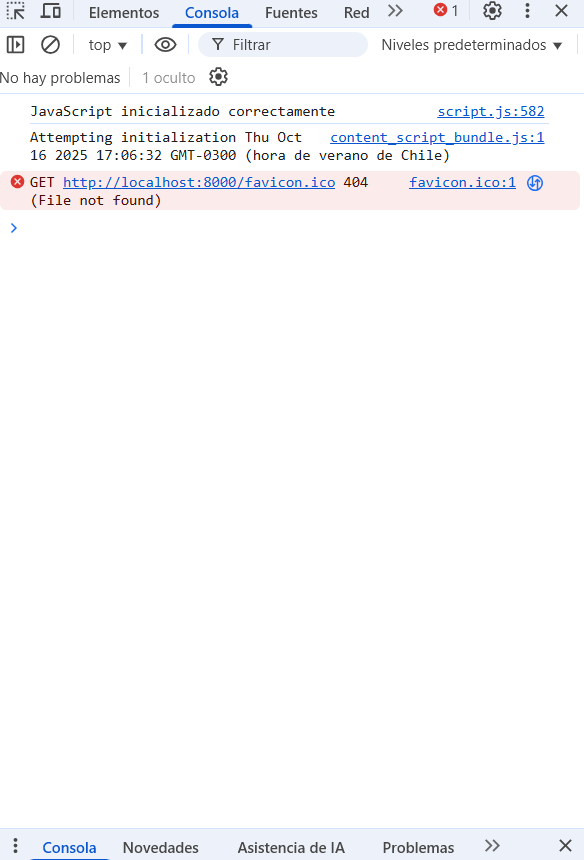 Elementos Consola Fuentes Red 1
top Filtrar Niveles predeterminados
No hay problemas 1 oculto
JavaScript inicializado correctamente script.js:582
Attempting initialization Thu Oct content_script_bundle.js:1
16 2025 17:06:32 GMT-0300 (hora de verano de Chile)
GET http://localhost:8000/favicon.ico 404 favicon.ico:1
(File not found)
Consola Novedades Asistencia de IA Problemas